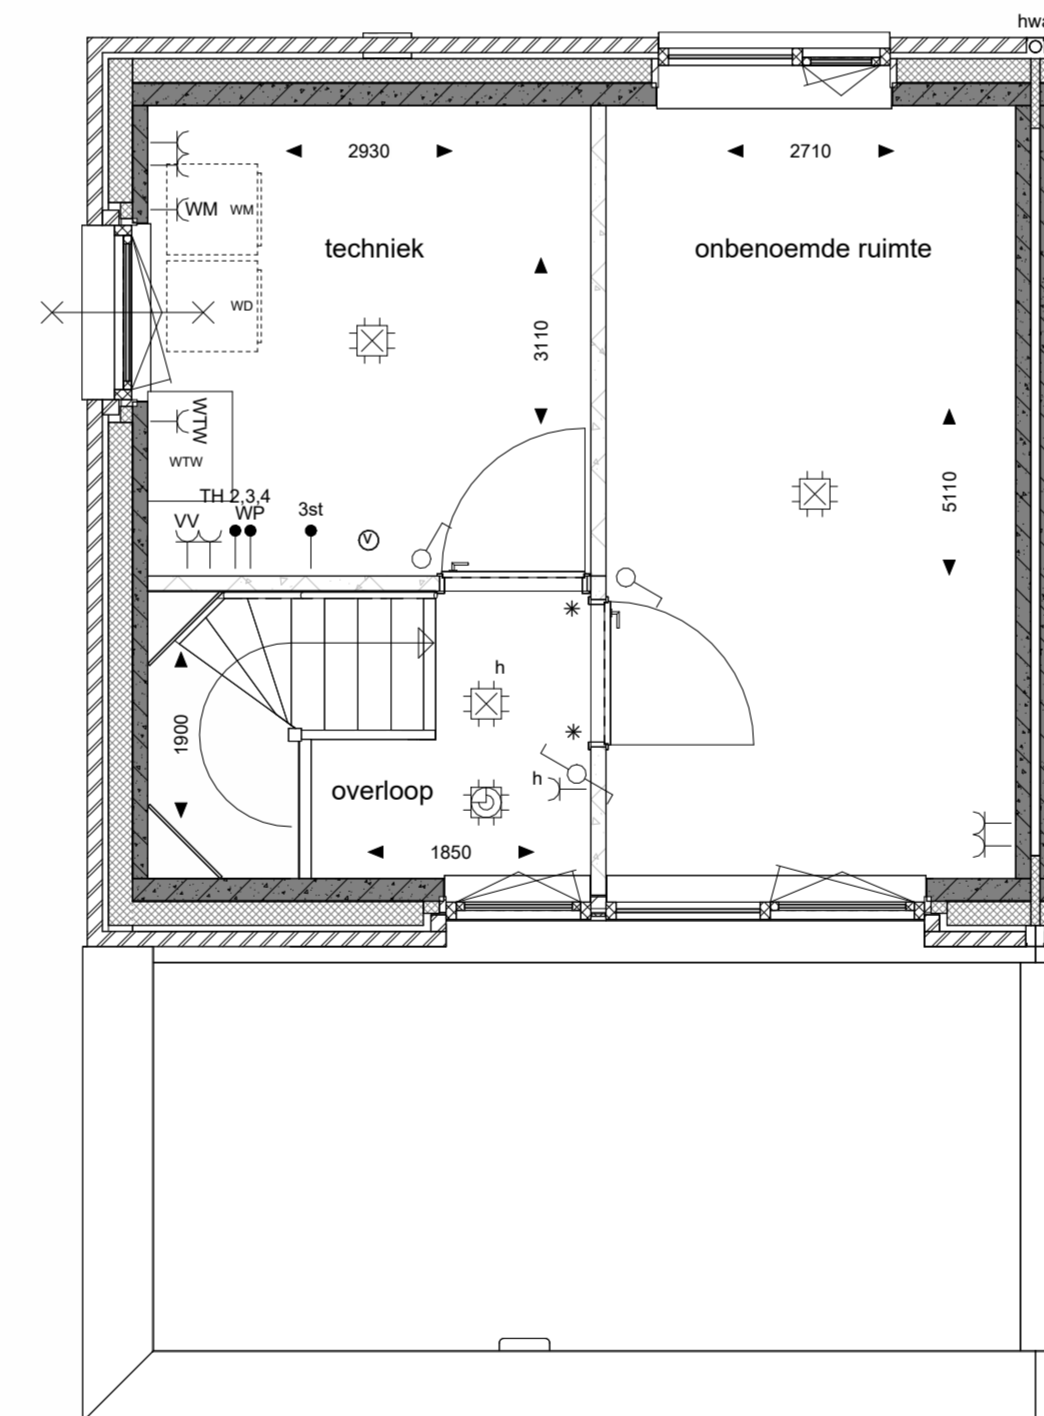 hwa
2930
2710
WM
WM
techniek
onbenoemde ruimte
WD
3110
WTW
WTW
5110
TH 2,3,4
WP
3st
VV
V
h
1900
h
overloop
1850